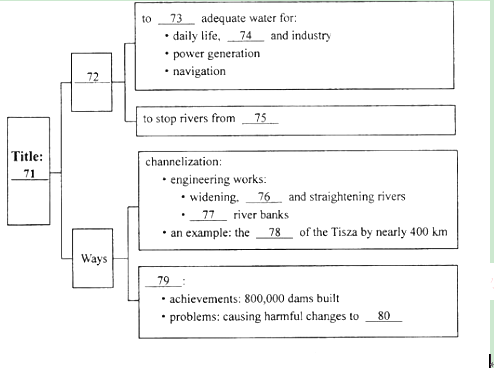 to 73 adequate water for:
• daily life, 74 and industry
• power generation
• navigation
72
to stop rivers from 75
Title:
71
channelization:
• engineering works:
• widening, 76 and straightening rivers
• 77 river banks
• an example: the 78 of the Tisza by nearly 400 km
Ways
79 :
• achievements: 800,000 dams built
• problems: causing harmful changes to 80